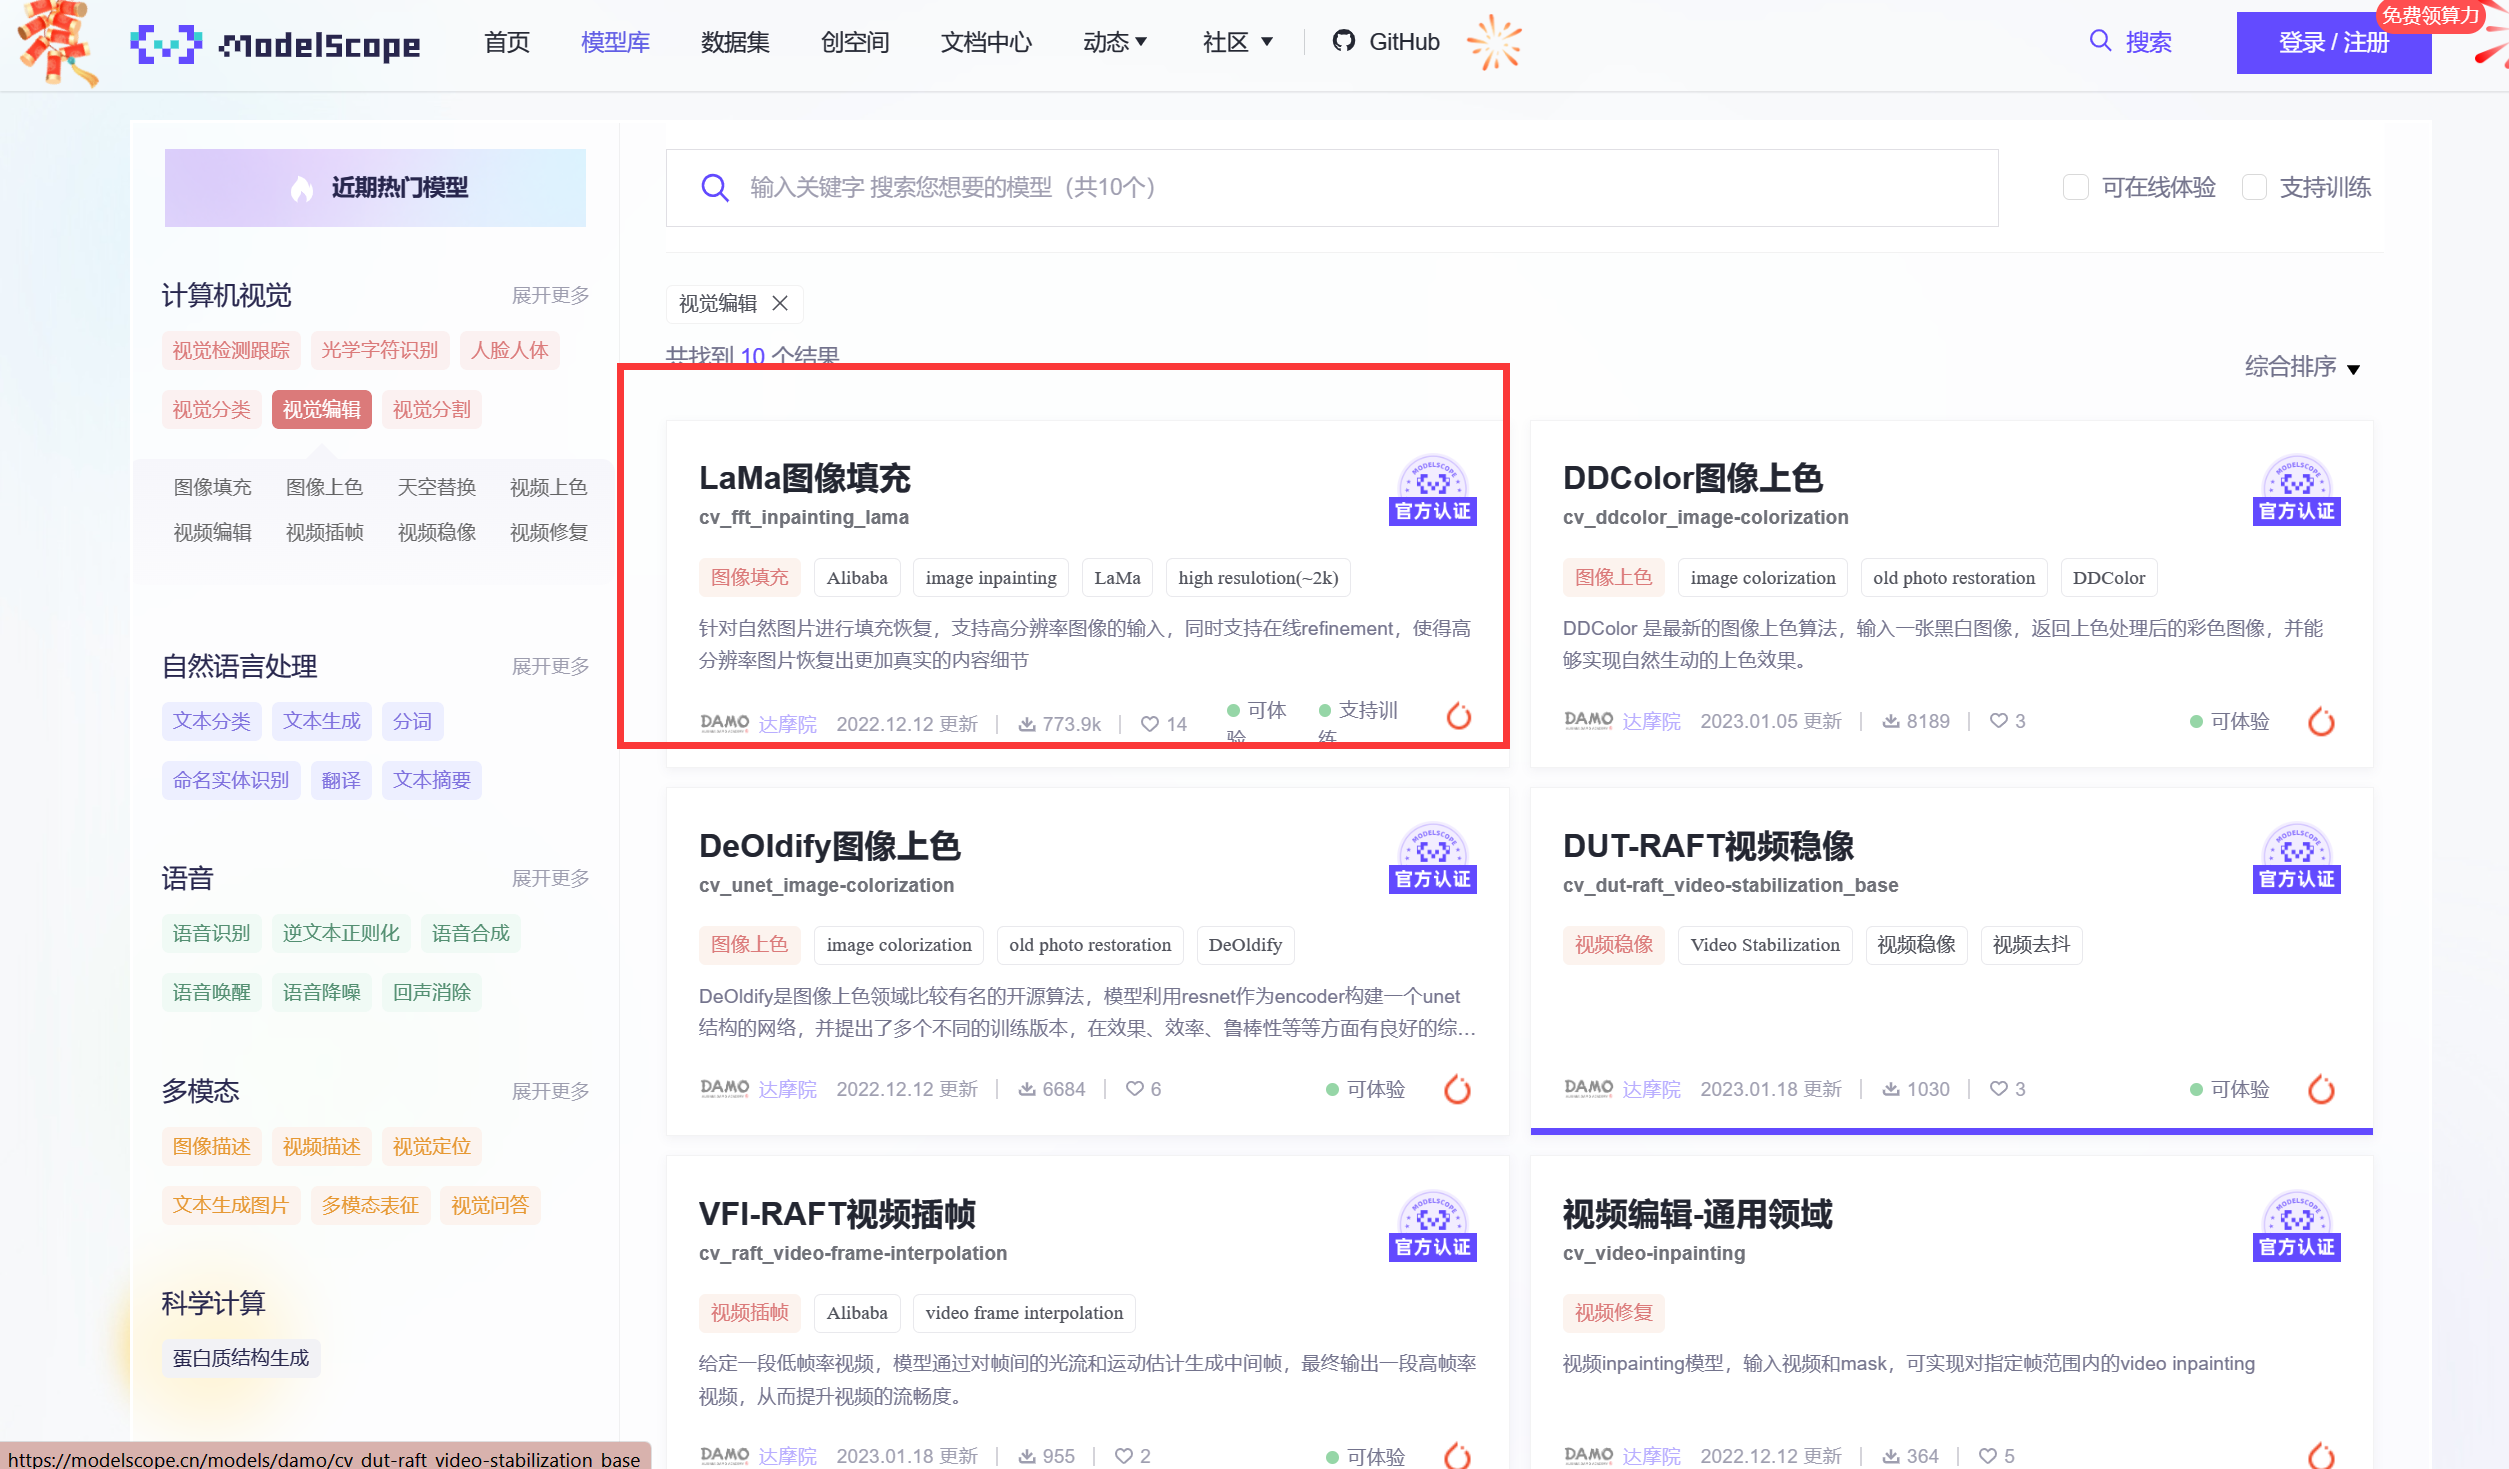 ModelScope
首页
模型库
数据集
创空间
文档中心
动态
社区
GitHub
搜索
登录 / 注册
免费领算力
近期热门模型
计算机视觉
展开更多
视觉检测跟踪
光学字符识别
人脸人体
视觉分类
视觉编辑
视觉分割
图像填充
图像上色
天空替换
视频上色
视频编辑
视频插帧
视频稳像
视频修复
自然语言处理
展开更多
文本分类
文本生成
分词
命名实体识别
翻译
文本摘要
语音
展开更多
语音识别
逆文本正则化
语音合成
语音唤醒
语音降噪
回声消除
多模态
展开更多
图像描述
视频描述
视觉定位
文本生成图片
多模态表征
视觉问答
科学计算
蛋白质结构生成
输入关键字 搜索您想要的模型（共10个）
可在线体验
支持训练
视觉编辑
共找到 10 个结果
综合排序
LaMa图像填充
cv_fft_inpainting_lama
MODELSCOPE
官方认证
图像填充
Alibaba
image inpainting
LaMa
high resulotion(~2k)
针对自然图片进行填充恢复，支持高分辨率图像的输入，同时支持在线refinement，使得高
分辨率图片恢复出更加真实的内容细节
DAMO
达摩院
2022.12.12 更新
773.9k
14
可体
验
支持训
练
DDColor图像上色
cv_ddcolor_image-colorization
MODELSCOPE
官方认证
图像上色
image colorization
old photo restoration
DDColor
DDColor 是最新的图像上色算法，输入一张黑白图像，返回上色处理后的彩色图像，并能
够实现自然生动的上色效果。
DAMO
达摩院
2023.01.05 更新
8189
3
可体验
DeOldify图像上色
cv_unet_image-colorization
MODELSCOPE
官方认证
图像上色
image colorization
old photo restoration
DeOldify
DeOldify是图像上色领域比较有名的开源算法，模型利用resnet作为encoder构建一个unet
结构的网络，并提出了多个不同的训练版本，在效果、效率、鲁棒性等等方面有良好的综…
DAMO
达摩院
2022.12.12 更新
6684
6
可体验
DUT-RAFT视频稳像
cv_dut-raft_video-stabilization_base
MODELSCOPE
官方认证
视频稳像
Video Stabilization
视频稳像
视频去抖
DAMO
达摩院
2023.01.18 更新
1030
3
可体验
VFI-RAFT视频插帧
cv_raft_video-frame-interpolation
MODELSCOPE
官方认证
视频插帧
Alibaba
video frame interpolation
给定一段低帧率视频，模型通过对帧间的光流和运动估计生成中间帧，最终输出一段高帧率
视频，从而提升视频的流畅度。
DAMO
达摩院
2023.01.18 更新
955
2
可体验
视频编辑-通用领域
cv_video-inpainting
MODELSCOPE
官方认证
视频修复
视频inpainting模型，输入视频和mask，可实现对指定帧范围内的video inpainting
DAMO
达摩院
2022.12.12 更新
364
5
https://modelscope.cn/models/damo/cv_dut-raft_video-stabilization_base